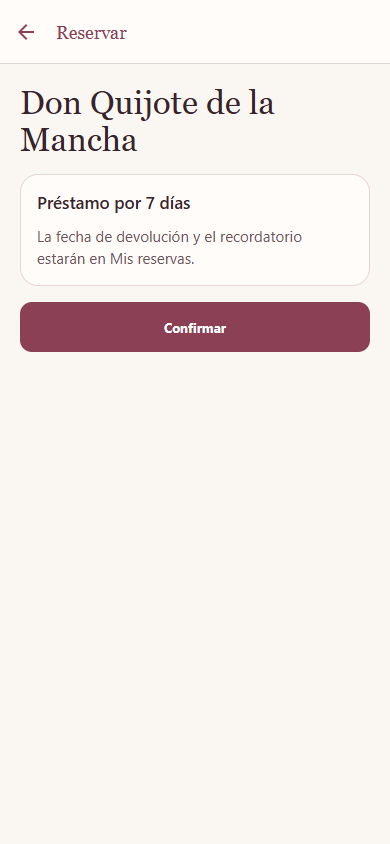 Reservar
Don Quijote de la
Mancha
Préstamo por 7 días
La fecha de devolución y el recordatorio
estarán en Mis reservas.
Confirmar